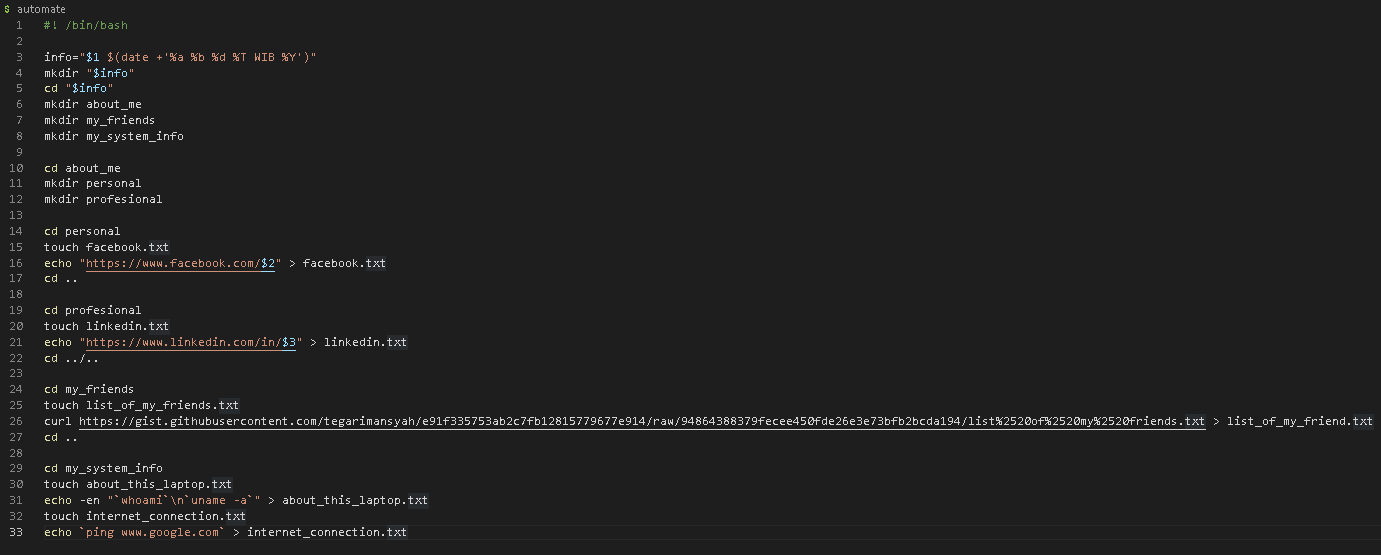 $ automate
1 #! /bin/bash
2
3 info="$1 $(date +'%a %b %d %T WIB %Y')"
4 mkdir "$info"
5 cd "$info"
6 mkdir about_me
7 mkdir my_friends
8 mkdir my_system_info
9
10 cd about_me
11 mkdir personal
12 mkdir profesional
13
14 cd personal
15 touch facebook.txt
16 echo "https://www.facebook.com/$2" > facebook.txt
17 cd ..
18
19 cd profesional
20 touch linkedin.txt
21 echo "https://www.linkedin.com/in/$3" > linkedin.txt
22 cd ../..
23
24 cd my_friends
25 touch list_of_my_friends.txt
26 curl https://gist.githubusercontent.com/tegarimansyah/e91f335753ab2c7fb12815779677e914/raw/94864388379fecee450fde26e3e73bfb2bcda194/list%2520of%2520my%2520friends.txt > list_of_my_friend.txt
27 cd ..
28
29 cd my_system_info
30 touch about_this_laptop.txt
31 echo -en "`whoami`\n`uname -a`" > about_this_laptop.txt
32 touch internet_connection.txt
33 echo `ping www.google.com` > internet_connection.txt